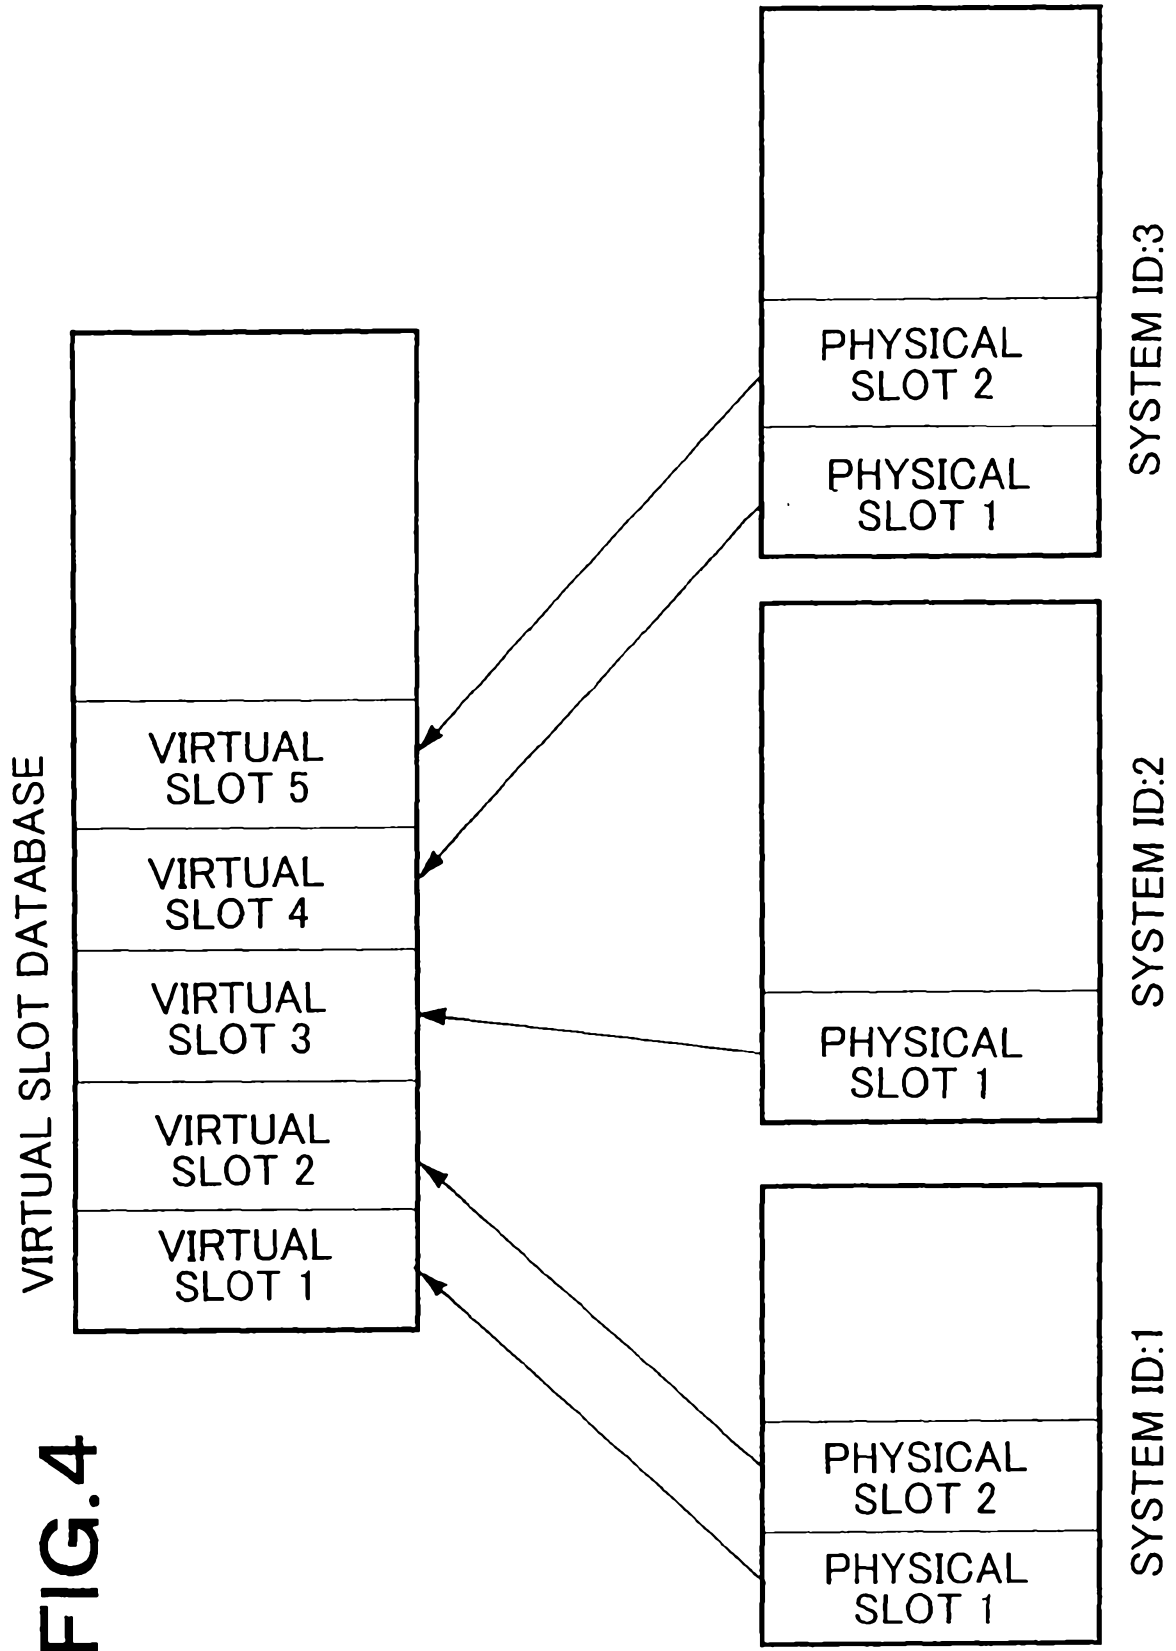 FIG.4
VIRTUAL SLOT DATABASE
VIRTUAL
SLOT 5
VIRTUAL
SLOT 4
VIRTUAL
SLOT 3
VIRTUAL
SLOT 2
VIRTUAL
SLOT 1
PHYSICAL
SLOT 2
PHYSICAL
SLOT 1
SYSTEM ID:3
PHYSICAL
SLOT 1
SYSTEM ID:2
PHYSICAL
SLOT 2
PHYSICAL
SLOT 1
SYSTEM ID:1